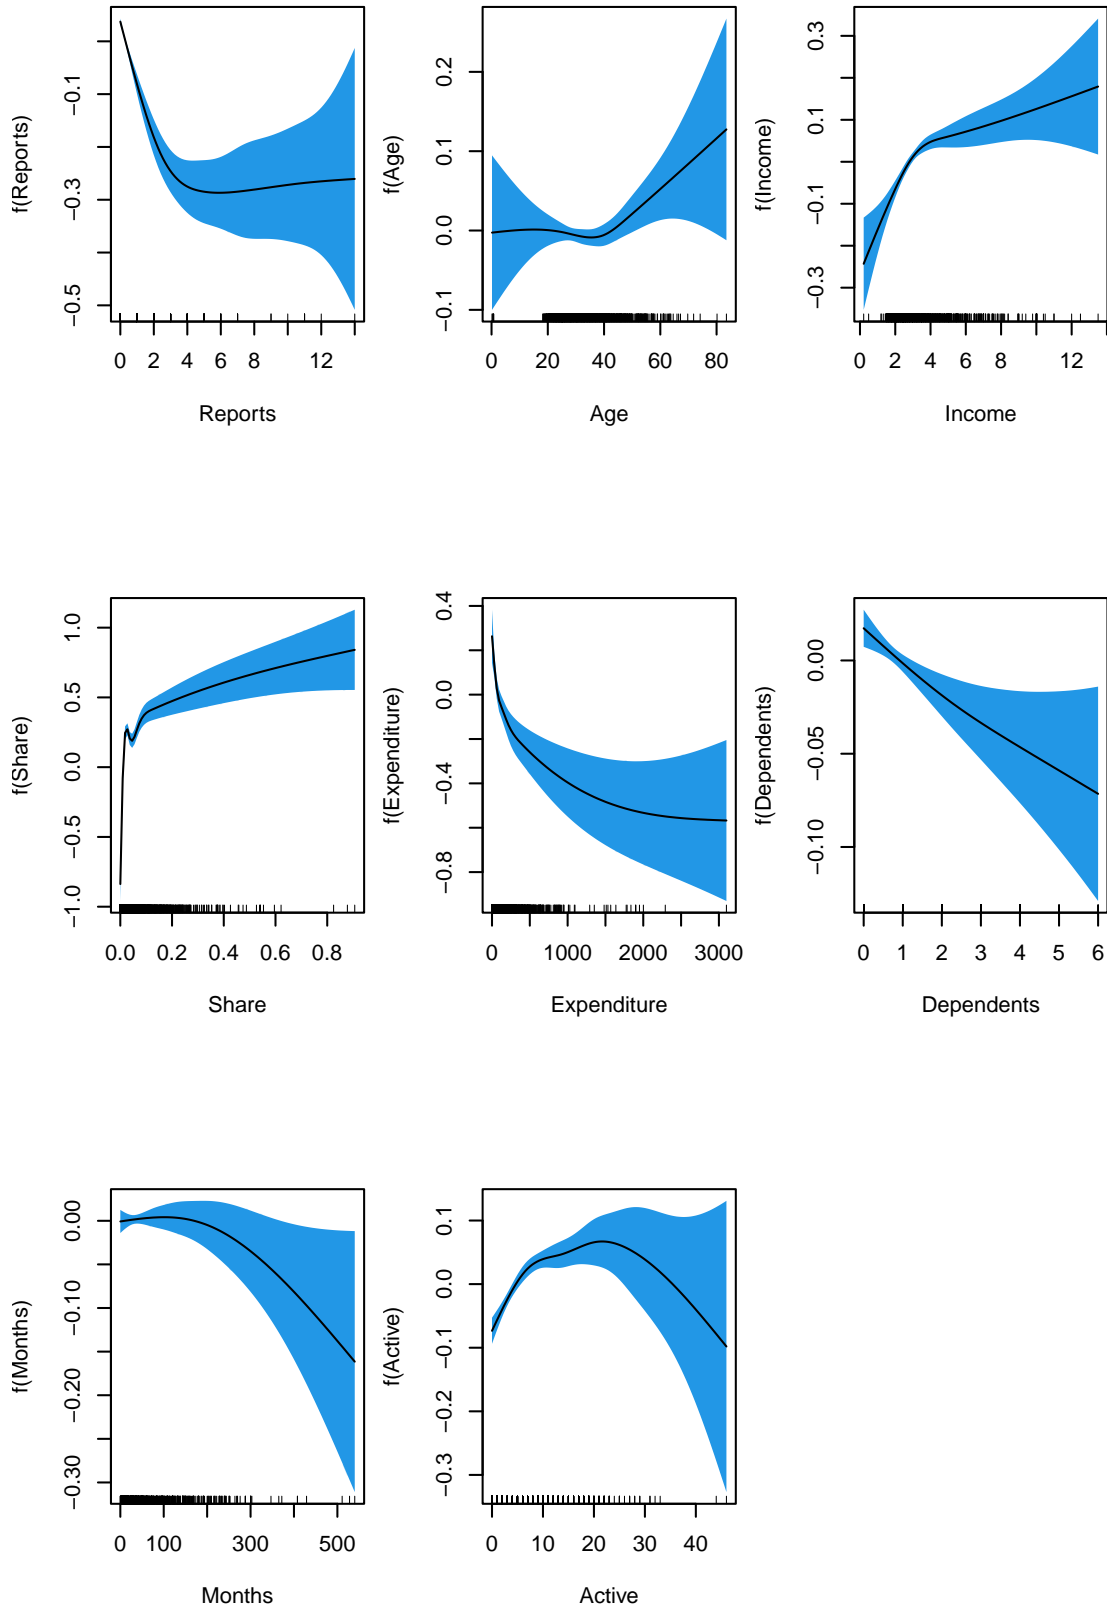 f(Reports)
−0.5
−0.3
−0.1
0 2 4 6 8 12
Reports
f(Age)
−0.1
0.0
0.1
0.2
0 20 40 60 80
Age
f(Income)
−0.3
−0.1
0.1
0.3
0 2 4 6 8 12
Income
f(Share)
−1.0
−0.5
0.0
0.5
1.0
0.0 0.2 0.4 0.6 0.8
Share
f(Expenditure)
−0.8
−0.4
0.0
0.4
0 1000 2000 3000
Expenditure
f(Dependents)
−0.10
−0.05
0.00
0 1 2 3 4 5 6
Dependents
f(Months)
−0.30
−0.20
−0.10
0.00
0 100 300 500
Months
f(Active)
−0.3
−0.2
−0.1
0.0
0.1
0 10 20 30 40
Active